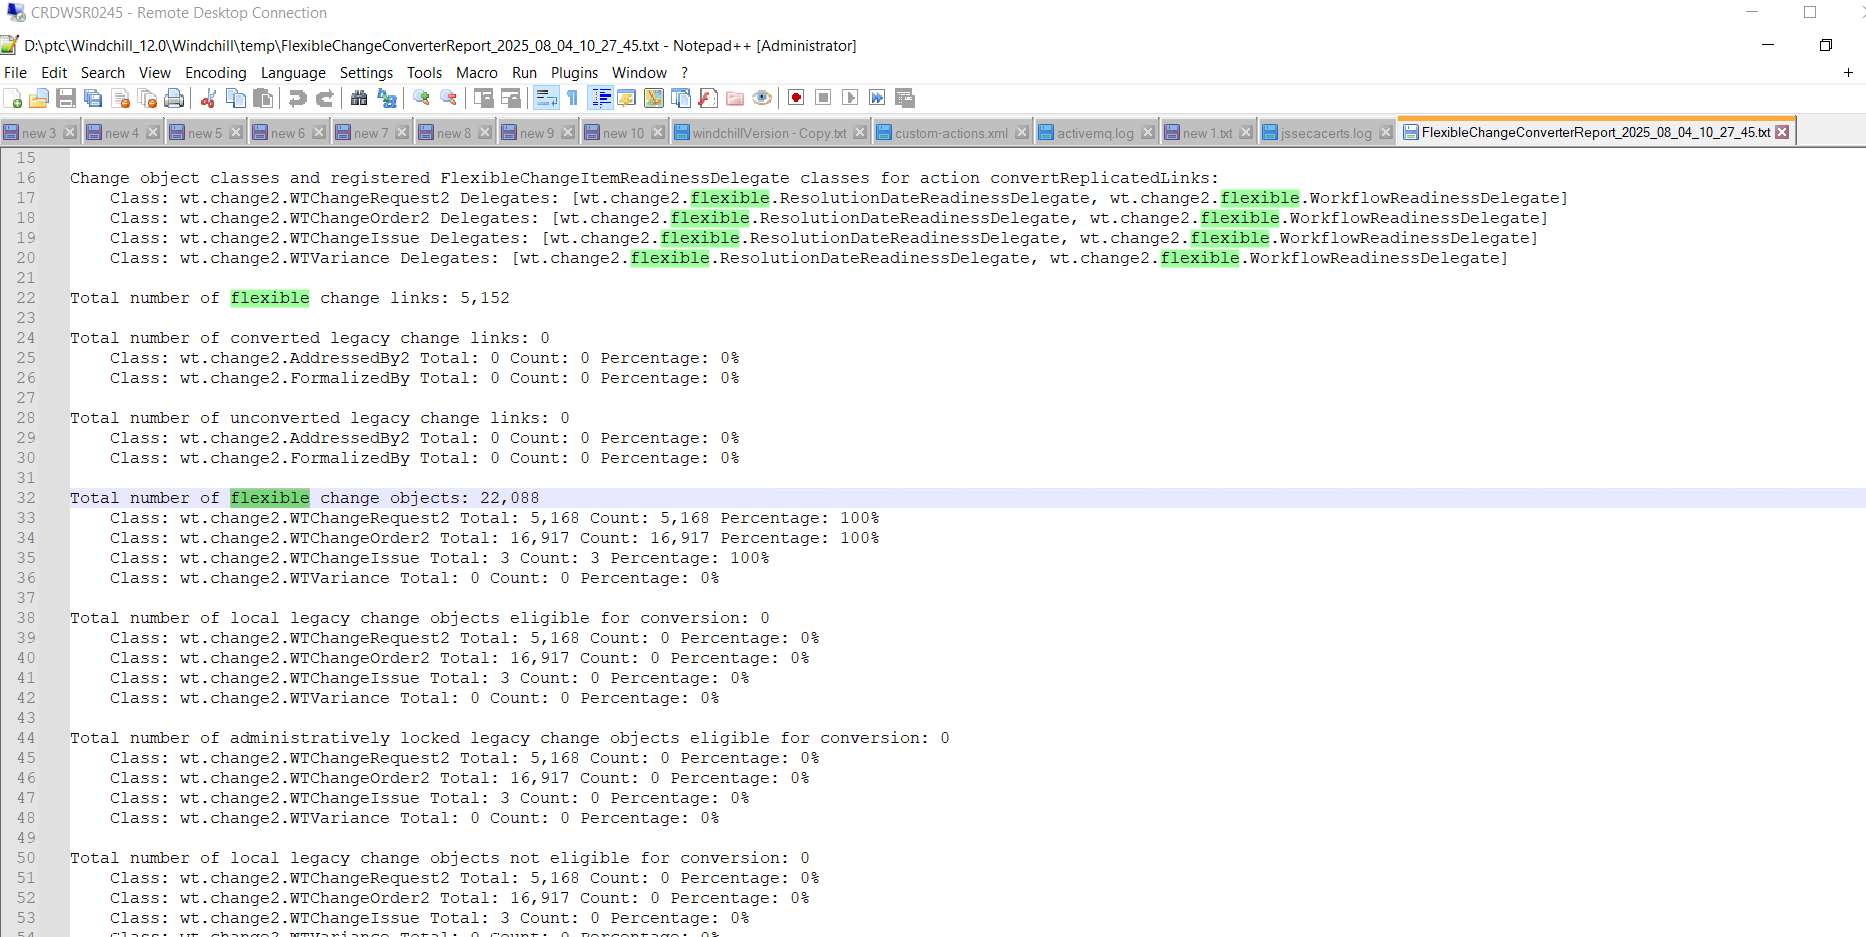 CRDWSR0245 - Remote Desktop Connection
D:\ptc\Windchill_12.0\Windchill\temp\FlexibleChangeConverterReport_2025_08_04_10_27_45.txt - Notepad++ [Administrator]
File Edit Search View Encoding Language Settings Tools Macro Run Plugins Window ?
new 3 new 4 new 5 new 6 new 7 new 8 new 9 new 10 windchillVersion - Copy.txt custom-actions.xml activemq.log new 1.txt jssecacerts.log FlexibleChangeConverterReport_2025_08_04_10_27_45.txt
15
16 Change object classes and registered FlexibleChangeItemReadinessDelegate classes for action convertReplicatedLinks:
17 Class: wt.change2.WTChangeRequest2 Delegates: [wt.change2.flexible.ResolutionDateReadinessDelegate, wt.change2.flexible.WorkflowReadinessDelegate]
18 Class: wt.change2.WTChangeOrder2 Delegates: [wt.change2.flexible.ResolutionDateReadinessDelegate, wt.change2.flexible.WorkflowReadinessDelegate]
19 Class: wt.change2.WTChangeIssue Delegates: [wt.change2.flexible.ResolutionDateReadinessDelegate, wt.change2.flexible.WorkflowReadinessDelegate]
20 Class: wt.change2.WTVariance Delegates: [wt.change2.flexible.ResolutionDateReadinessDelegate, wt.change2.flexible.WorkflowReadinessDelegate]
21
22 Total number of flexible change links: 5,152
23
24 Total number of converted legacy change links: 0
25 Class: wt.change2.AddressedBy2 Total: 0 Count: 0 Percentage: 0%
26 Class: wt.change2.FormalizedBy Total: 0 Count: 0 Percentage: 0%
27
28 Total number of unconverted legacy change links: 0
29 Class: wt.change2.AddressedBy2 Total: 0 Count: 0 Percentage: 0%
30 Class: wt.change2.FormalizedBy Total: 0 Count: 0 Percentage: 0%
31
32 Total number of flexible change objects: 22,088
33 Class: wt.change2.WTChangeRequest2 Total: 5,168 Count: 5,168 Percentage: 100%
34 Class: wt.change2.WTChangeOrder2 Total: 16,917 Count: 16,917 Percentage: 100%
35 Class: wt.change2.WTChangeIssue Total: 3 Count: 3 Percentage: 100%
36 Class: wt.change2.WTVariance Total: 0 Count: 0 Percentage: 0%
37
38 Total number of local legacy change objects eligible for conversion: 0
39 Class: wt.change2.WTChangeRequest2 Total: 5,168 Count: 0 Percentage: 0%
40 Class: wt.change2.WTChangeOrder2 Total: 16,917 Count: 0 Percentage: 0%
41 Class: wt.change2.WTChangeIssue Total: 3 Count: 0 Percentage: 0%
42 Class: wt.change2.WTVariance Total: 0 Count: 0 Percentage: 0%
43
44 Total number of administratively locked legacy change objects eligible for conversion: 0
45 Class: wt.change2.WTChangeRequest2 Total: 5,168 Count: 0 Percentage: 0%
46 Class: wt.change2.WTChangeOrder2 Total: 16,917 Count: 0 Percentage: 0%
47 Class: wt.change2.WTChangeIssue Total: 3 Count: 0 Percentage: 0%
48 Class: wt.change2.WTVariance Total: 0 Count: 0 Percentage: 0%
49
50 Total number of local legacy change objects not eligible for conversion: 0
51 Class: wt.change2.WTChangeRequest2 Total: 5,168 Count: 0 Percentage: 0%
52 Class: wt.change2.WTChangeOrder2 Total: 16,917 Count: 0 Percentage: 0%
53 Class: wt.change2.WTChangeIssue Total: 3 Count: 0 Percentage: 0%
54 Class: wt.change2.WTVariance Total: 0 Count: 0 Percentage: 0%